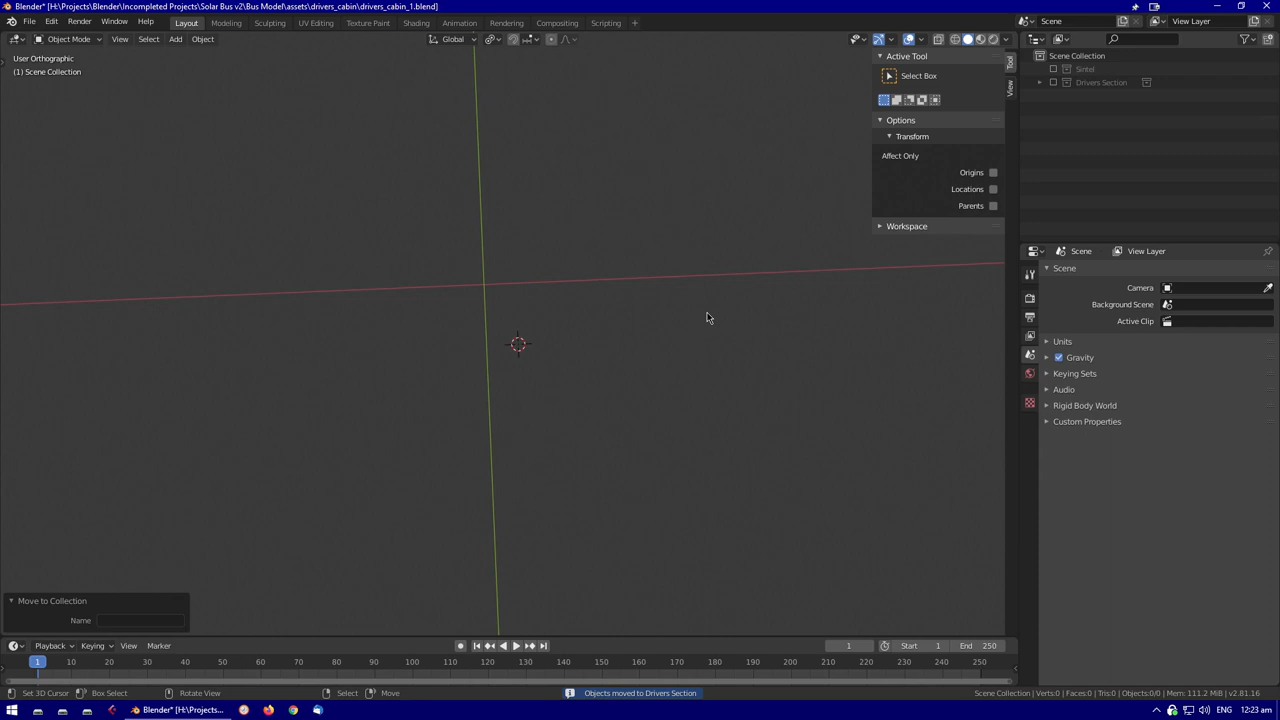 Blender* [H:\Projects\Blender\Incomplete Projects\Solar Bus v2\Bus Model\assets\drivers_cabin\drivers_cabin_1.blend]
File Edit Render Window Help Layout Modeling Sculpting UV Editing Texture Paint Shading Animation Rendering Compositing Scripting + Scene View Layer
Object Mode View Select Add Object Global
User Orthographic
(1) Scene Collection
Active Tool
Select Box
Options
Transform
Affect Only
Origins
Locations
Parents
Workspace
Tool
View
Scene Collection
Sintel
Drivers Section
Scene View Layer
Scene
Camera
Background Scene
Active Clip
Units
Gravity
Keying Sets
Audio
Rigid Body World
Custom Properties
Move to Collection
Name
Playback Keying View Marker 1 Start 1 End 250
1 10 20 30 40 50 60 70 80 90 100 110 120 130 140 150 160 170 180 190 200 210 220 230 240 250
Set 3D Cursor Box Select Rotate View Select Move Objects moved to Drivers Section Scene Collection | Verts:0 | Faces:0 | Tris:0 | Objects:0/0 | Mem: 111.2 MiB | v2.81.16
Blender* [H:\Projects... ENG 12:23 am